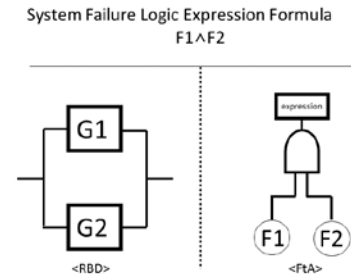 System Failure Logic Expression Formula
F1∧F2
G1
G2
<RBD>
expression
F1
F2
<FtA>